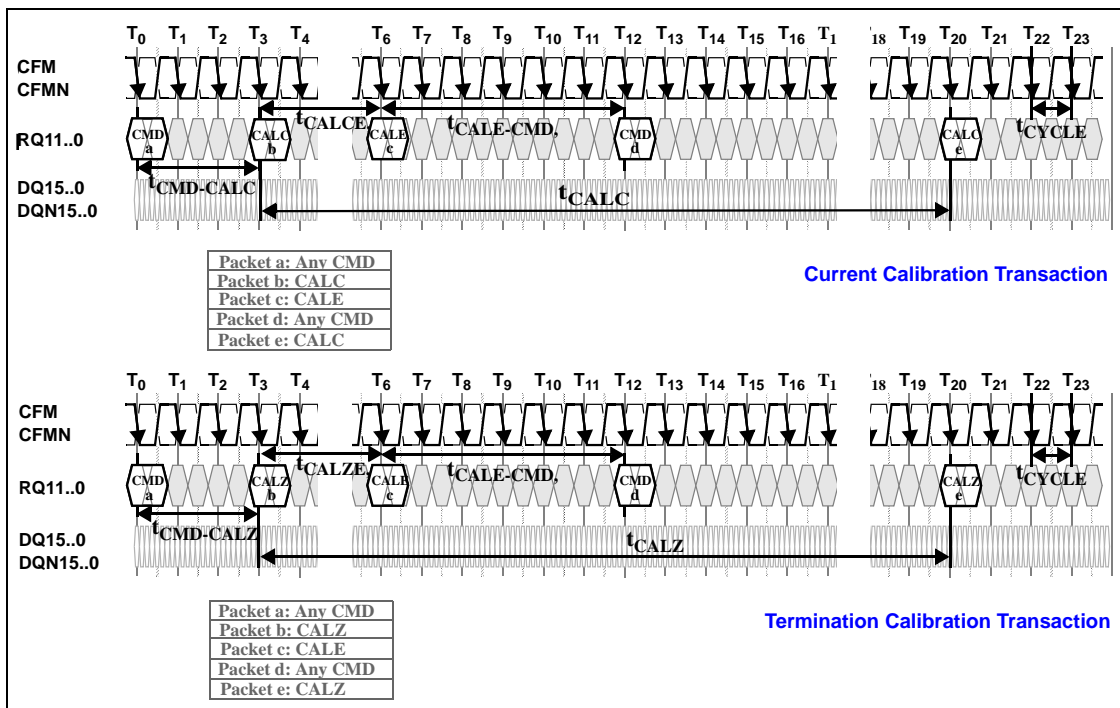 T0 T1 T2 T3 T4 T6 T7 T8 T9 T10 T11 T12 T13 T14 T15 T16 T1 18 T19 T20 T21 T22 T23
CFM
CFMN
tCALCE tCALE-CMD,
RQ11..0 CMD a CALC b CALE c CMD d CALC e tCYCLE
tCMD-CALC
DQ15..0
DQN15..0
tCALC
Packet a: Any CMD
Packet b: CALC
Packet c: CALE
Packet d: Any CMD
Packet e: CALC
Current Calibration Transaction
T0 T1 T2 T3 T4 T6 T7 T8 T9 T10 T11 T12 T13 T14 T15 T16 T1 18 T19 T20 T21 T22 T23
CFM
CFMN
tCALZE, tCALE-CMD,
RQ11..0 CMD a CALZ b CALE c CMD d CALZ e tCYCLE
tCMD-CALZ
DQ15..0
DQN15..0
tCALZ
Packet a: Any CMD
Packet b: CALZ
Packet c: CALE
Packet d: Any CMD
Packet e: CALZ
Termination Calibration Transaction